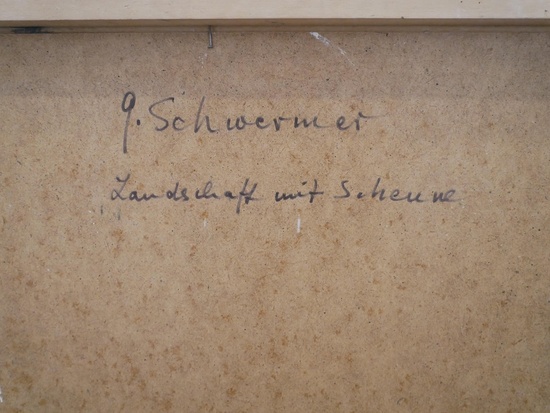 G. Schwermer
Landschaft mit Scheune